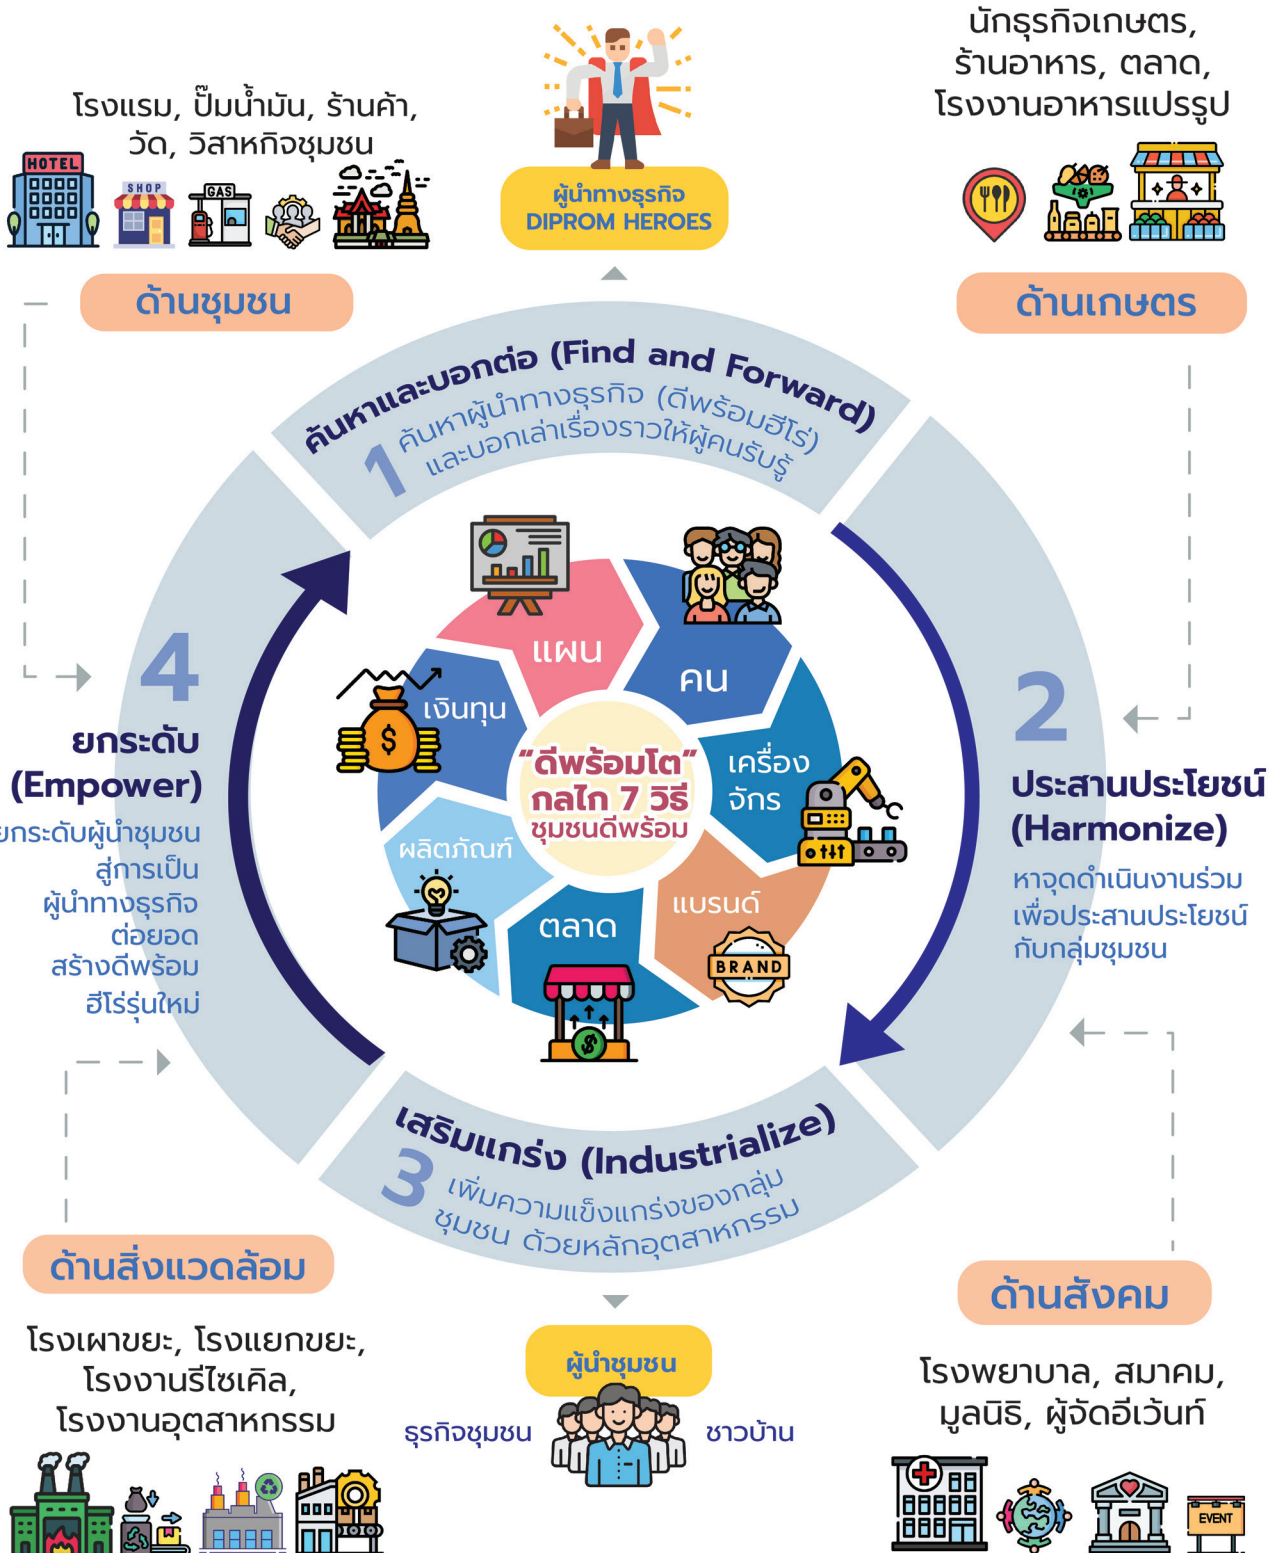 โรงแรม, ปั๊มน้ำมัน, ร้านค้า,
วัด, วิสาหกิจชุมชน
HOTEL
SHOP
GAS
ด้านชุมชน
ผู้นำทางธุรกิจ
DIPROM HEROES
นักธุรกิจเกษตร,
ร้านอาหาร, ตลาด,
โรงงานอาหารแปรรูป
ด้านเกษตร
ค้นหาและบอกต่อ (Find and Forward)
1
ค้นหาผู้นำทางธุรกิจ (ดีพร้อมฮีโร่)
และบอกเล่าเรื่องราวให้ผู้คนรับรู้
2
ประสานประโยชน์
(Harmonize)
หาจุดดำเนินงานร่วม
เพื่อประสานประโยชน์
กับกลุ่มชุมชน
เสริมแกร่ง (Industrialize)
3
เพิ่มความแข็งแกร่งของกลุ่ม
ชุมชน ด้วยหลักอุตสาหกรรม
4
ยกระดับ
(Empower)
ยกระดับผู้นำชุมชน
สู่การเป็น
ผู้นำทางธุรกิจ
ต่อยอด
สร้างดีพร้อม
ฮีโร่รุ่นใหม่
แผน
คน
เครื่อง
จักร
แบรนด์
BRAND
ตลาด
$
ผลิตภัณฑ์
เงินทุน
$
"ดีพร้อมโต"
กลไก 7 วิธี
ชุมชนดีพร้อม
ด้านสิ่งแวดล้อม
โรงเผาขยะ, โรงแยกขยะ,
โรงงานรีไซเคิล,
โรงงานอุตสาหกรรม
ผู้นำชุมชน
ธุรกิจชุมชน
ชาวบ้าน
ด้านสังคม
โรงพยาบาล, สมาคม,
มูลนิธิ, ผู้จัดอีเว้นท์
EVENT